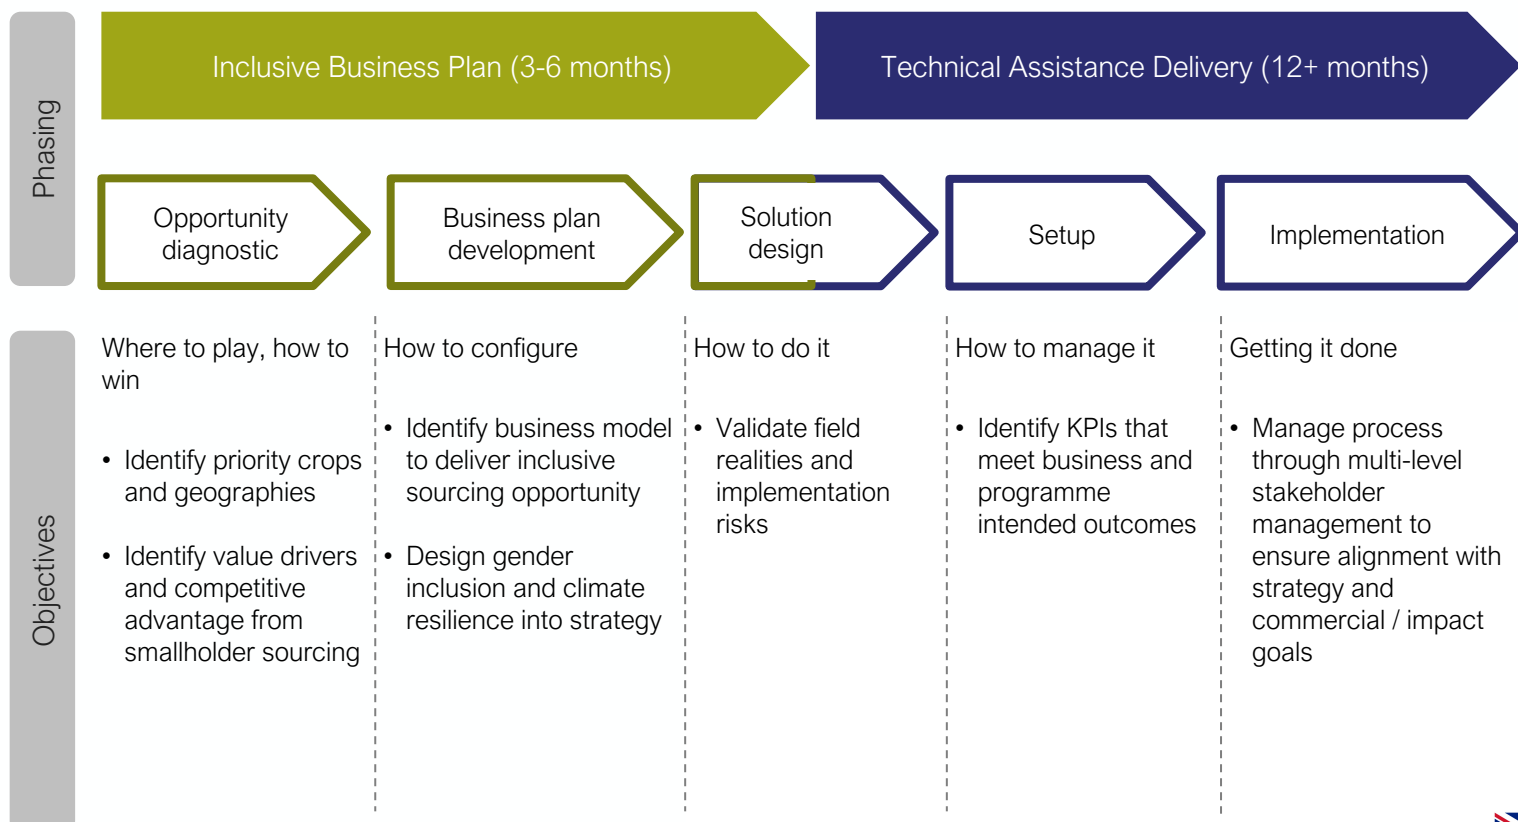 Phasing
Inclusive Business Plan (3-6 months)
Technical Assistance Delivery (12+ months)
Opportunity
diagnostic
Business plan
development
Solution
design
Setup
Implementation
Objectives
Where to play, how to
win
• Identify priority crops
and geographies
• Identify value drivers
and competitive
advantage from
smallholder sourcing
How to configure
• Identify business model
to deliver inclusive
sourcing opportunity
• Design gender
inclusion and climate
resilience into strategy
How to do it
• Validate field
realities and
implementation
risks
How to manage it
• Identify KPIs that
meet business and
programme
intended outcomes
Getting it done
• Manage process
through multi-level
stakeholder
management to
ensure alignment with
strategy and
commercial / impact
goals